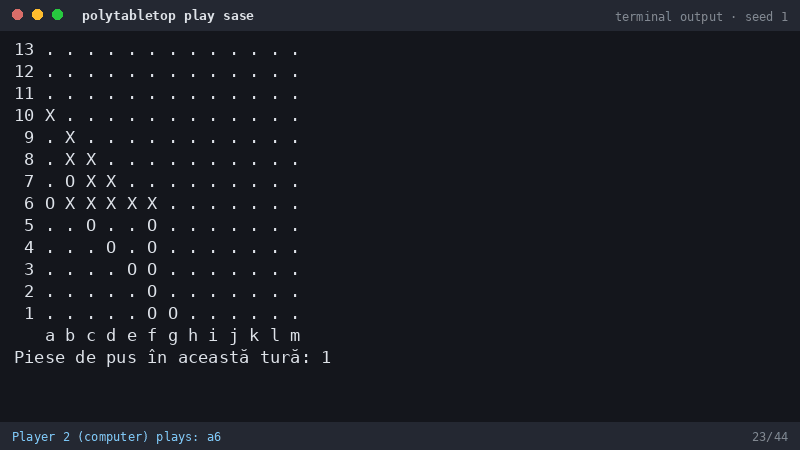 polytabletop play sase
terminal output · seed 1
13 . . . . . . . . . . . . .
12 . . . . . . . . . . . . .
11 . . . . . . . . . . . . .
10 X . . . . . . . . . . . .
9 . X . . . . . . . . . . .
8 . X X . . . . . . . . . .
7 . O X X . . . . . . . . .
6 O X X X X X . . . . . . .
5 . . O . . O . . . . . . .
4 . . . O . O . . . . . . .
3 . . . . O O . . . . . . .
2 . . . . . O . . . . . . .
1 . . . . . O O . . . . . .
a b c d e f g h i j k l m
Piese de pus în această tură: 1
Player 2 (computer) plays: a6
23/44